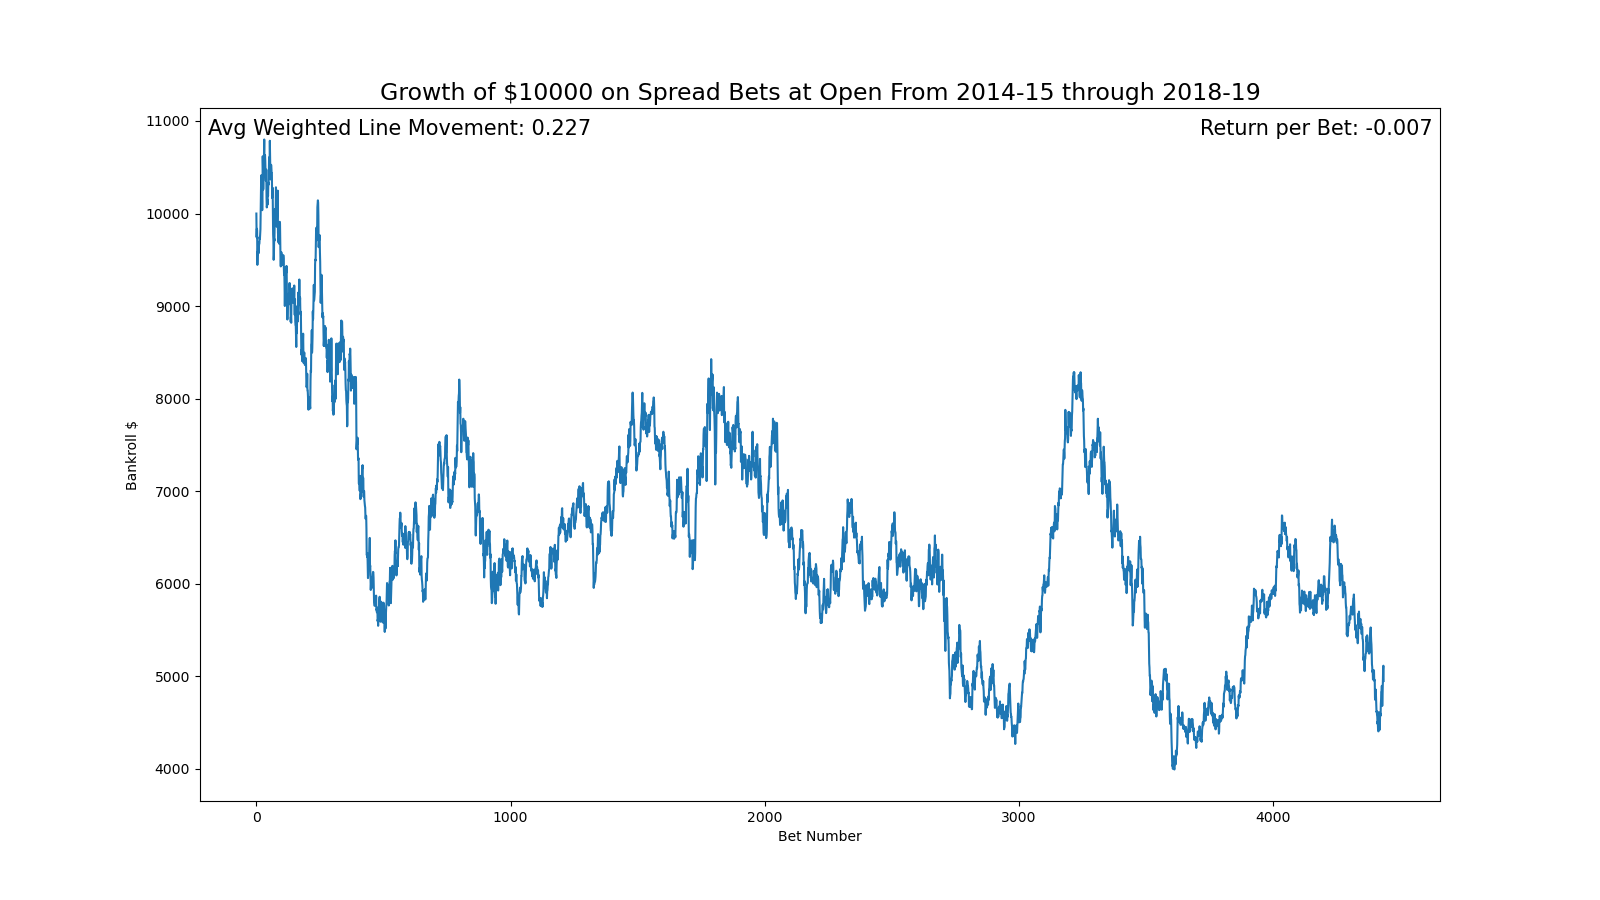 Growth of $10000 on Spread Bets at Open From 2014-15 through 2018-19
Avg Weighted Line Movement: 0.227
Return per Bet: -0.007
11000
10000
9000
8000
7000
6000
5000
4000
Bankroll $
0
1000
2000
3000
4000
Bet Number